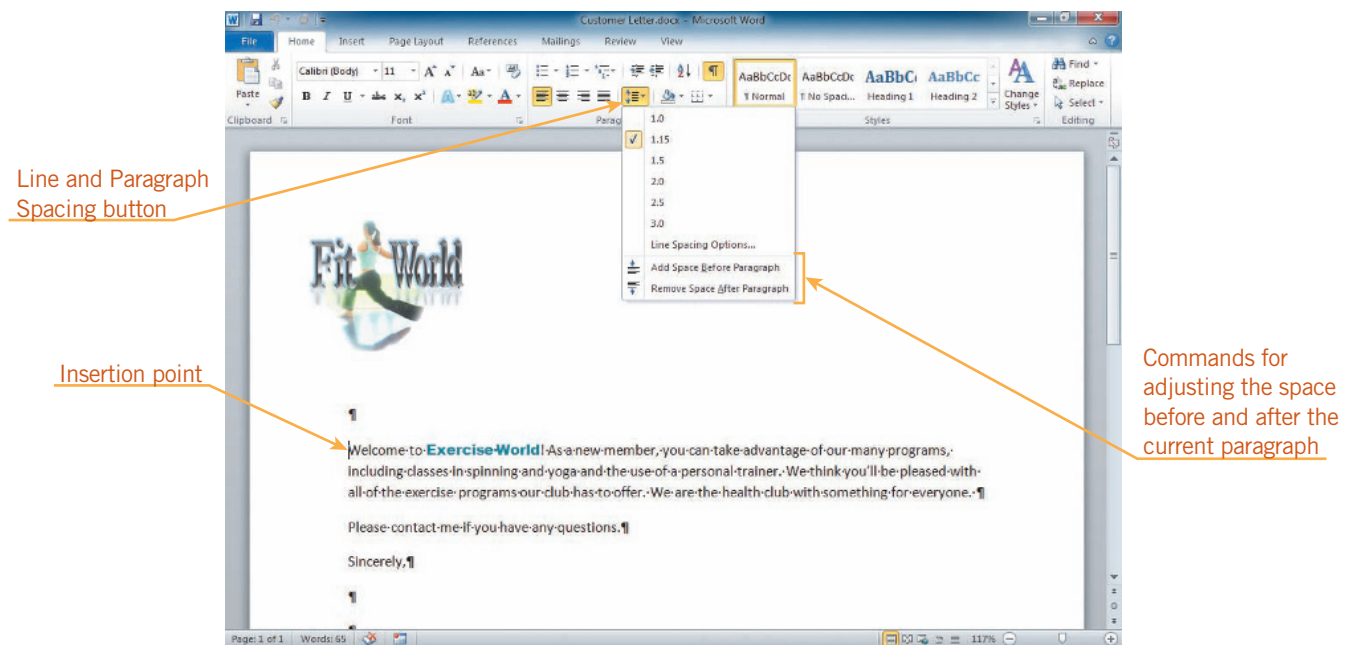 Customer Letter.docx - Microsoft Word
File Home Insert Page Layout References Mailings Review View
Calibri (Body) 11 A A Aa
Find
Replace
Select
Paste
B I U abc x₂ x² A A
AaBbCcDc AaBbCcDc AaBbC AaBbCc
¶ Normal ¶ No Spaci... Heading 1 Heading 2
Change Styles
Clipboard Font Parag Styles Editing
1.0
1.15
1.5
2.0
2.5
3.0
Line Spacing Options...
Add Space Before Paragraph
Remove Space After Paragraph
Line and Paragraph
Spacing button
Fit World
Insertion point
Commands for
adjusting the space
before and after the
current paragraph
¶
Welcome·to·Exercise·World!·As·a·new·member,·you·can·take·advantage·of·our·many·programs,·
including·classes·in·spinning·and·yoga·and·the·use·of·a·personal·trainer.·We·think·you'll·be·pleased·with·
all·of·the·exercise·programs·our·club·has·to·offer.·We·are·the·health·club·with·something·for·everyone.·¶
Please·contact·me·if·you·have·any·questions.¶
Sincerely,¶
¶
¶
Page: 1 of 1 Words: 65 117%